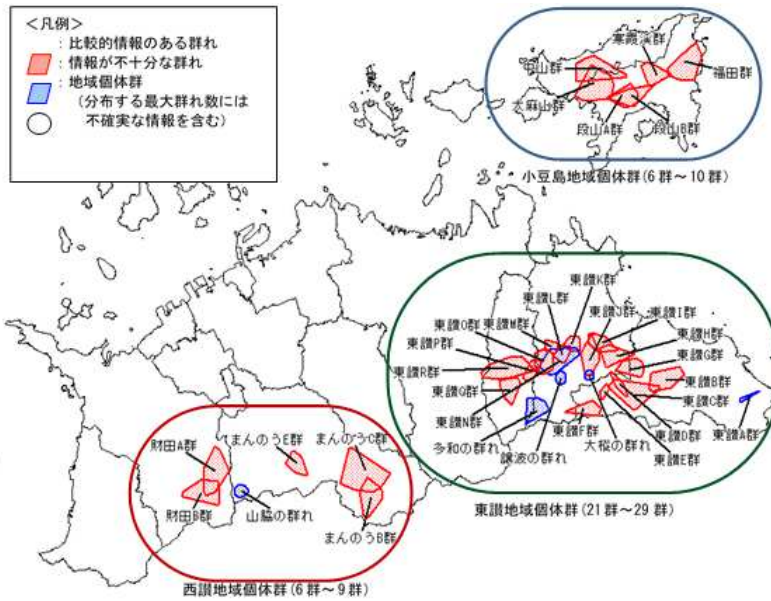 ＜凡例＞
：比較的情報のある群れ
：情報が不十分な群れ
：地域個体群
（分布する最大群れ数には
不確実な情報を含む）
寒霞渓群
中山群
福田群
太麻山群
段山A群
段山B群
小豆島地域個体群(6群～10群)
東讃K群
東讃L群
東讃J群
東讃O群
東讃M群
東讃I群
東讃P群
東讃H群
東讃R群
東讃G群
東讃Q群
東讃B群
東讃N群
東讃C群
多和の群れ
譲波の群れ
東讃F群
大楢の群れ
東讃D群
東讃E群
東讃A群
東讃地域個体群(21群～29群)
財田A群
まんのうE群
まんのうC群
財田B群
山脇の群れ
まんのうB群
西讃地域個体群(6群～9群)